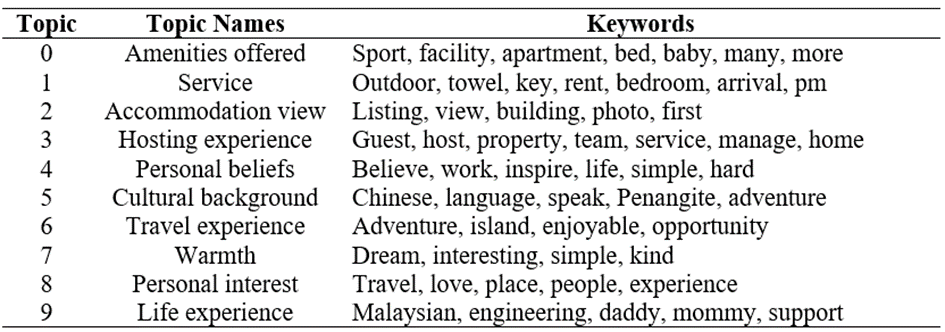 Topic Topic Names Keywords
0 Amenities offered Sport, facility, apartment, bed, baby, many, more
1 Service Outdoor, towel, key, rent, bedroom, arrival, pm
2 Accommodation view Listing, view, building, photo, first
3 Hosting experience Guest, host, property, team, service, manage, home
4 Personal beliefs Believe, work, inspire, life, simple, hard
5 Cultural background Chinese, language, speak, Penangite, adventure
6 Travel experience Adventure, island, enjoyable, opportunity
7 Warmth Dream, interesting, simple, kind
8 Personal interest Travel, love, place, people, experience
9 Life experience Malaysian, engineering, daddy, mommy, support